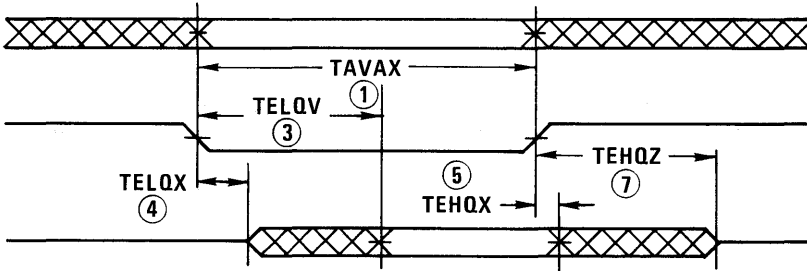 TAVAX
①
TELQV
③
TELQX
④
⑤
TEHQX
TEHQZ
⑦